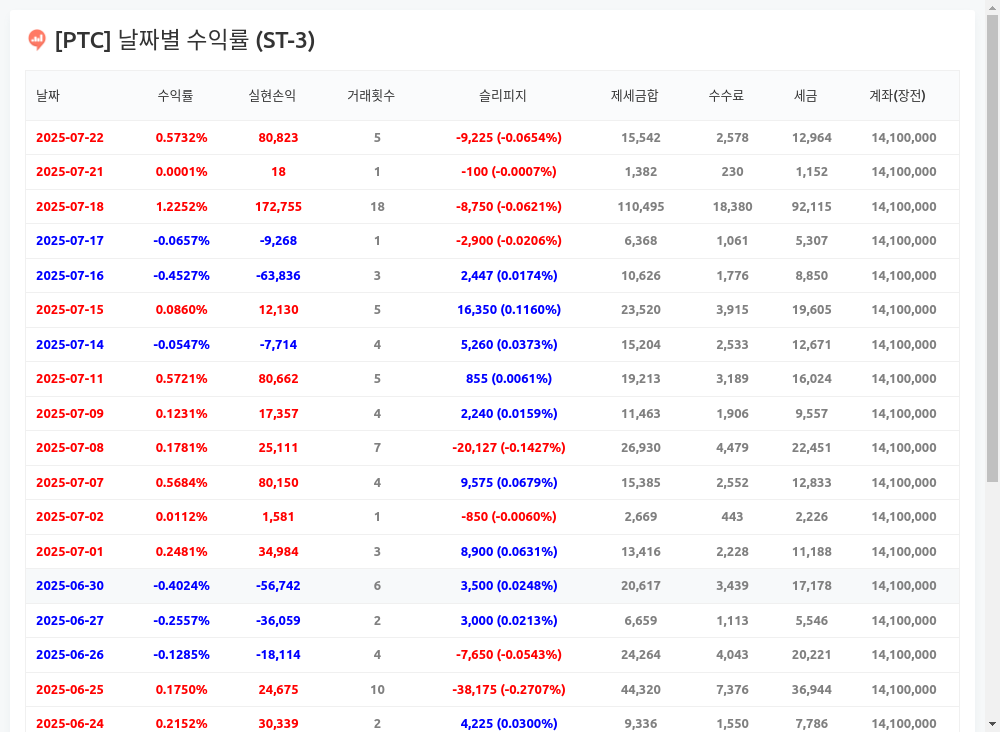 [PTC] 날짜별 수익률 (ST-3)
날짜 수익률 실현손익 거래횟수 슬리피지 제세금합 수수료 세금 계좌(장전)
2025-07-22 0.5732% 80,823 5 -9,225 (-0.0654%) 15,542 2,578 12,964 14,100,000
2025-07-21 0.0001% 18 1 -100 (-0.0007%) 1,382 230 1,152 14,100,000
2025-07-18 1.2252% 172,755 18 -8,750 (-0.0621%) 110,495 18,380 92,115 14,100,000
2025-07-17 -0.0657% -9,268 1 -2,900 (-0.0206%) 6,368 1,061 5,307 14,100,000
2025-07-16 -0.4527% -63,836 3 2,447 (0.0174%) 10,626 1,776 8,850 14,100,000
2025-07-15 0.0860% 12,130 5 16,350 (0.1160%) 23,520 3,915 19,605 14,100,000
2025-07-14 -0.0547% -7,714 4 5,260 (0.0373%) 15,204 2,533 12,671 14,100,000
2025-07-11 0.5721% 80,662 5 855 (0.0061%) 19,213 3,189 16,024 14,100,000
2025-07-09 0.1231% 17,357 4 2,240 (0.0159%) 11,463 1,906 9,557 14,100,000
2025-07-08 0.1781% 25,111 7 -20,127 (-0.1427%) 26,930 4,479 22,451 14,100,000
2025-07-07 0.5684% 80,150 4 9,575 (0.0679%) 15,385 2,552 12,833 14,100,000
2025-07-02 0.0112% 1,581 1 -850 (-0.0060%) 2,669 443 2,226 14,100,000
2025-07-01 0.2481% 34,984 3 8,900 (0.0631%) 13,416 2,228 11,188 14,100,000
2025-06-30 -0.4024% -56,742 6 3,500 (0.0248%) 20,617 3,439 17,178 14,100,000
2025-06-27 -0.2557% -36,059 2 3,000 (0.0213%) 6,659 1,113 5,546 14,100,000
2025-06-26 -0.1285% -18,114 4 -7,650 (-0.0543%) 24,264 4,043 20,221 14,100,000
2025-06-25 0.1750% 24,675 10 -38,175 (-0.2707%) 44,320 7,376 36,944 14,100,000
2025-06-24 0.2152% 30,339 2 4,225 (0.0300%) 9,336 1,550 7,786 14,100,000